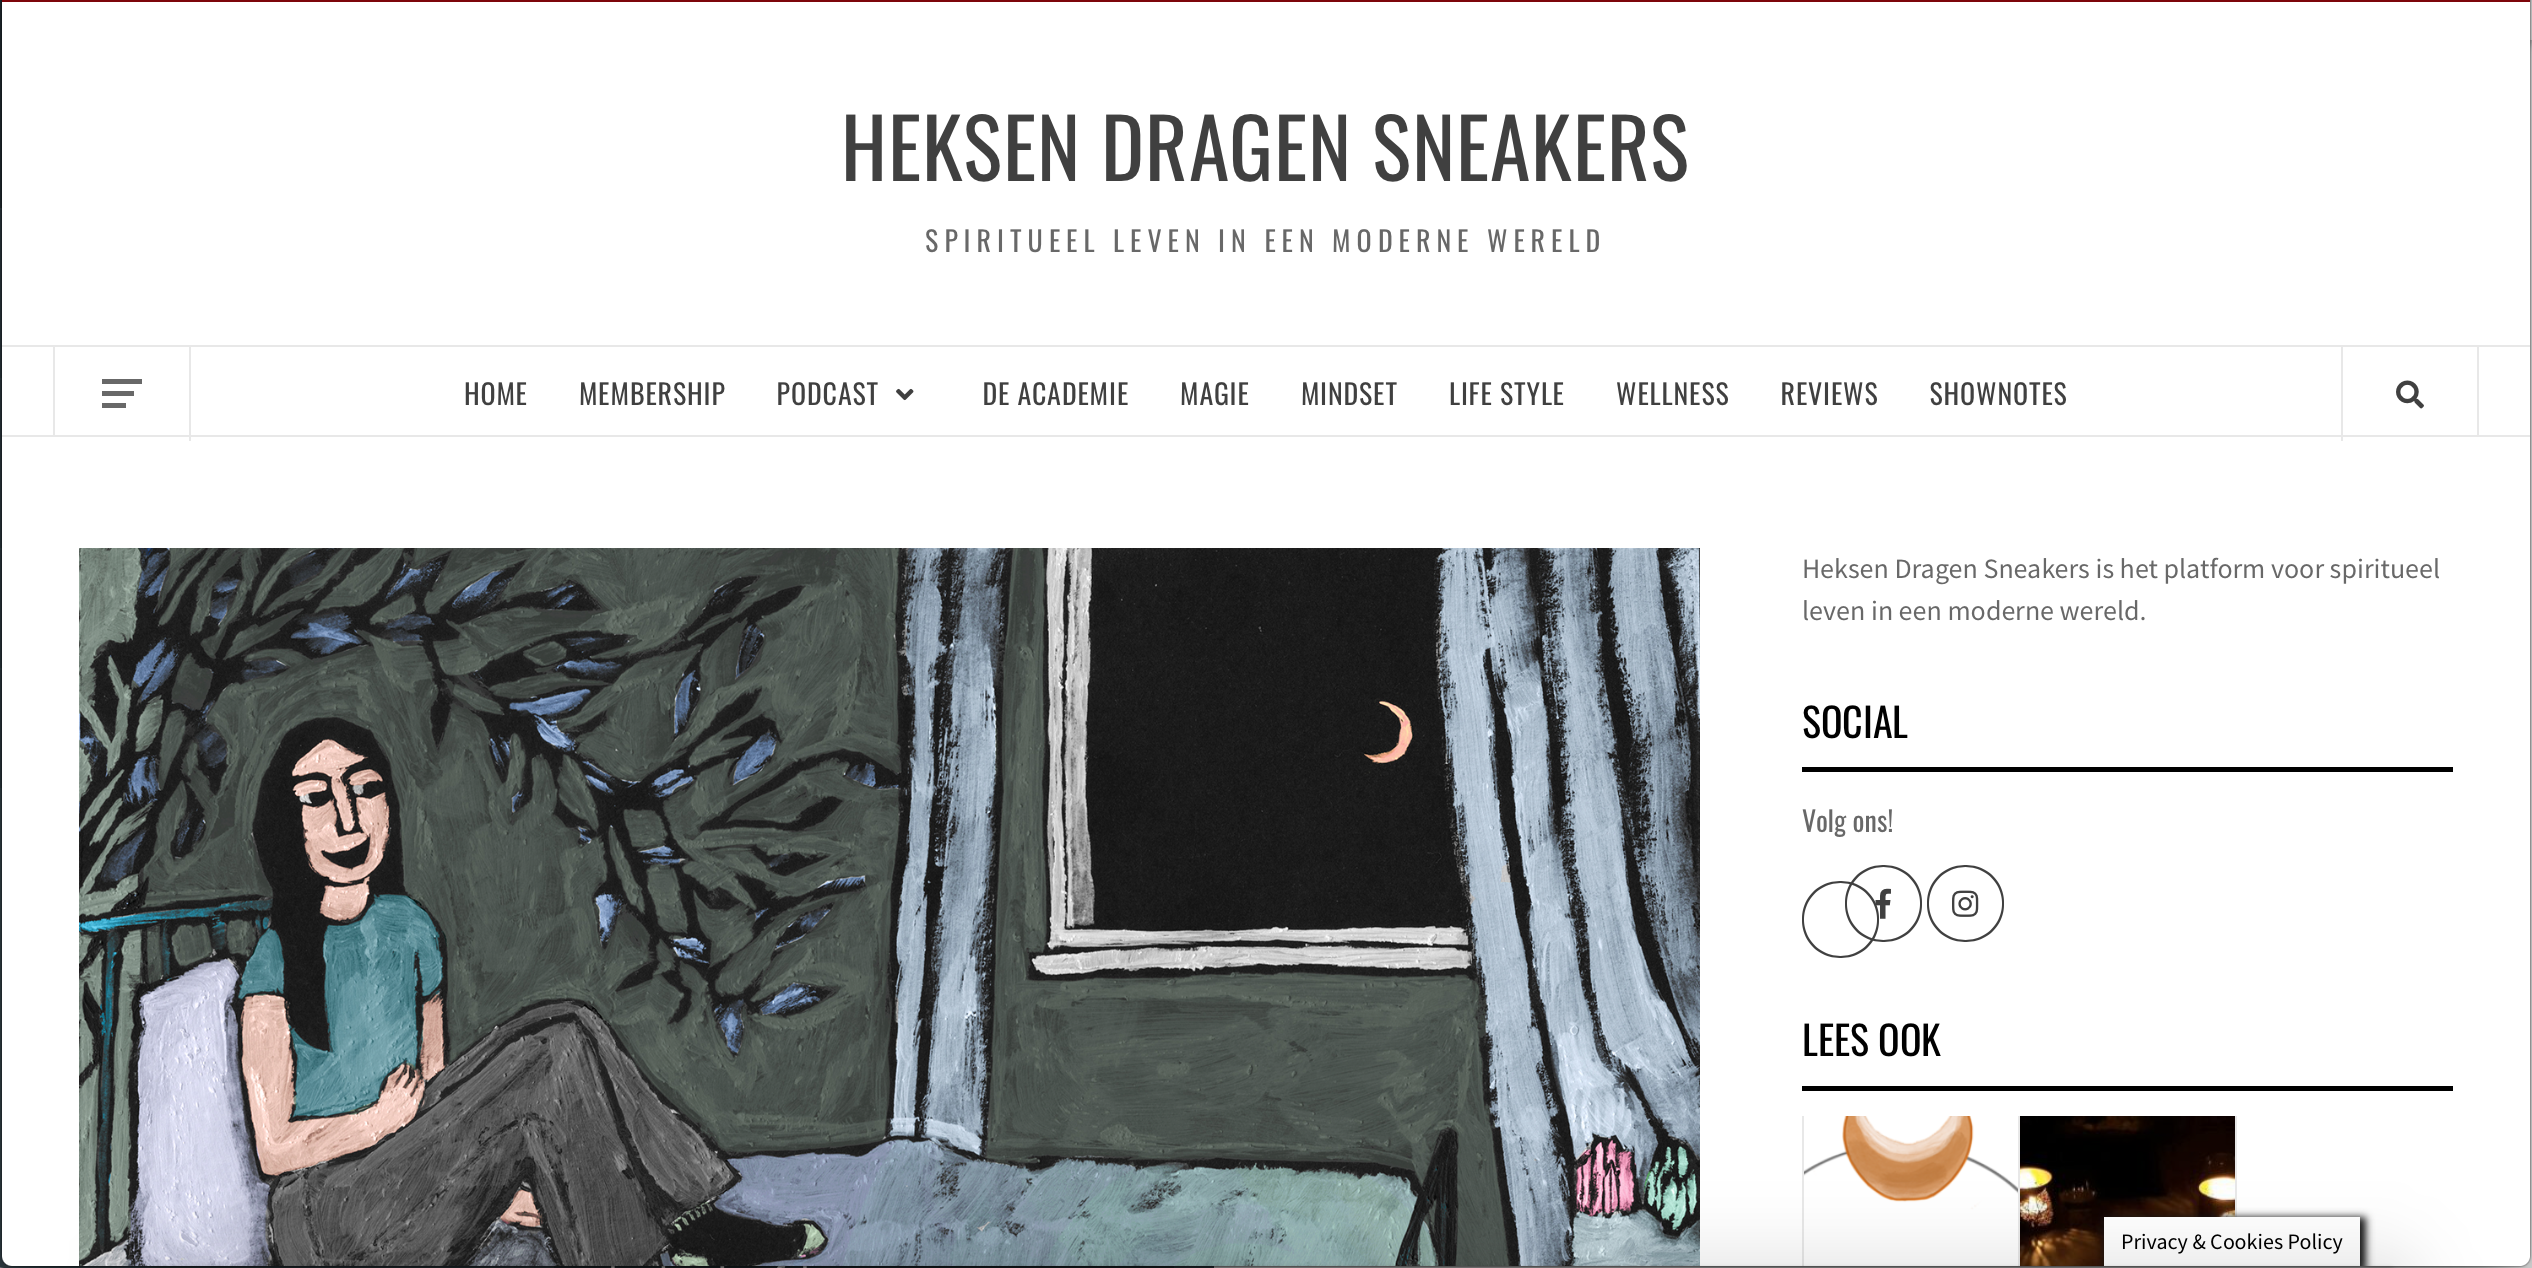 HEKSEN DRAGEN SNEAKERS
SPIRITUEEL LEVEN IN EEN MODERNE WERELD
HOME MEMBERSHIP PODCAST DE ACADEMIE MAGIE MINDSET LIFE STYLE WELLNESS REVIEWS SHOWNOTES
Heksen Dragen Sneakers is het platform voor spiritueel
leven in een moderne wereld.
SOCIAL
Volg ons!
LEES OOK
Privacy & Cookies Policy